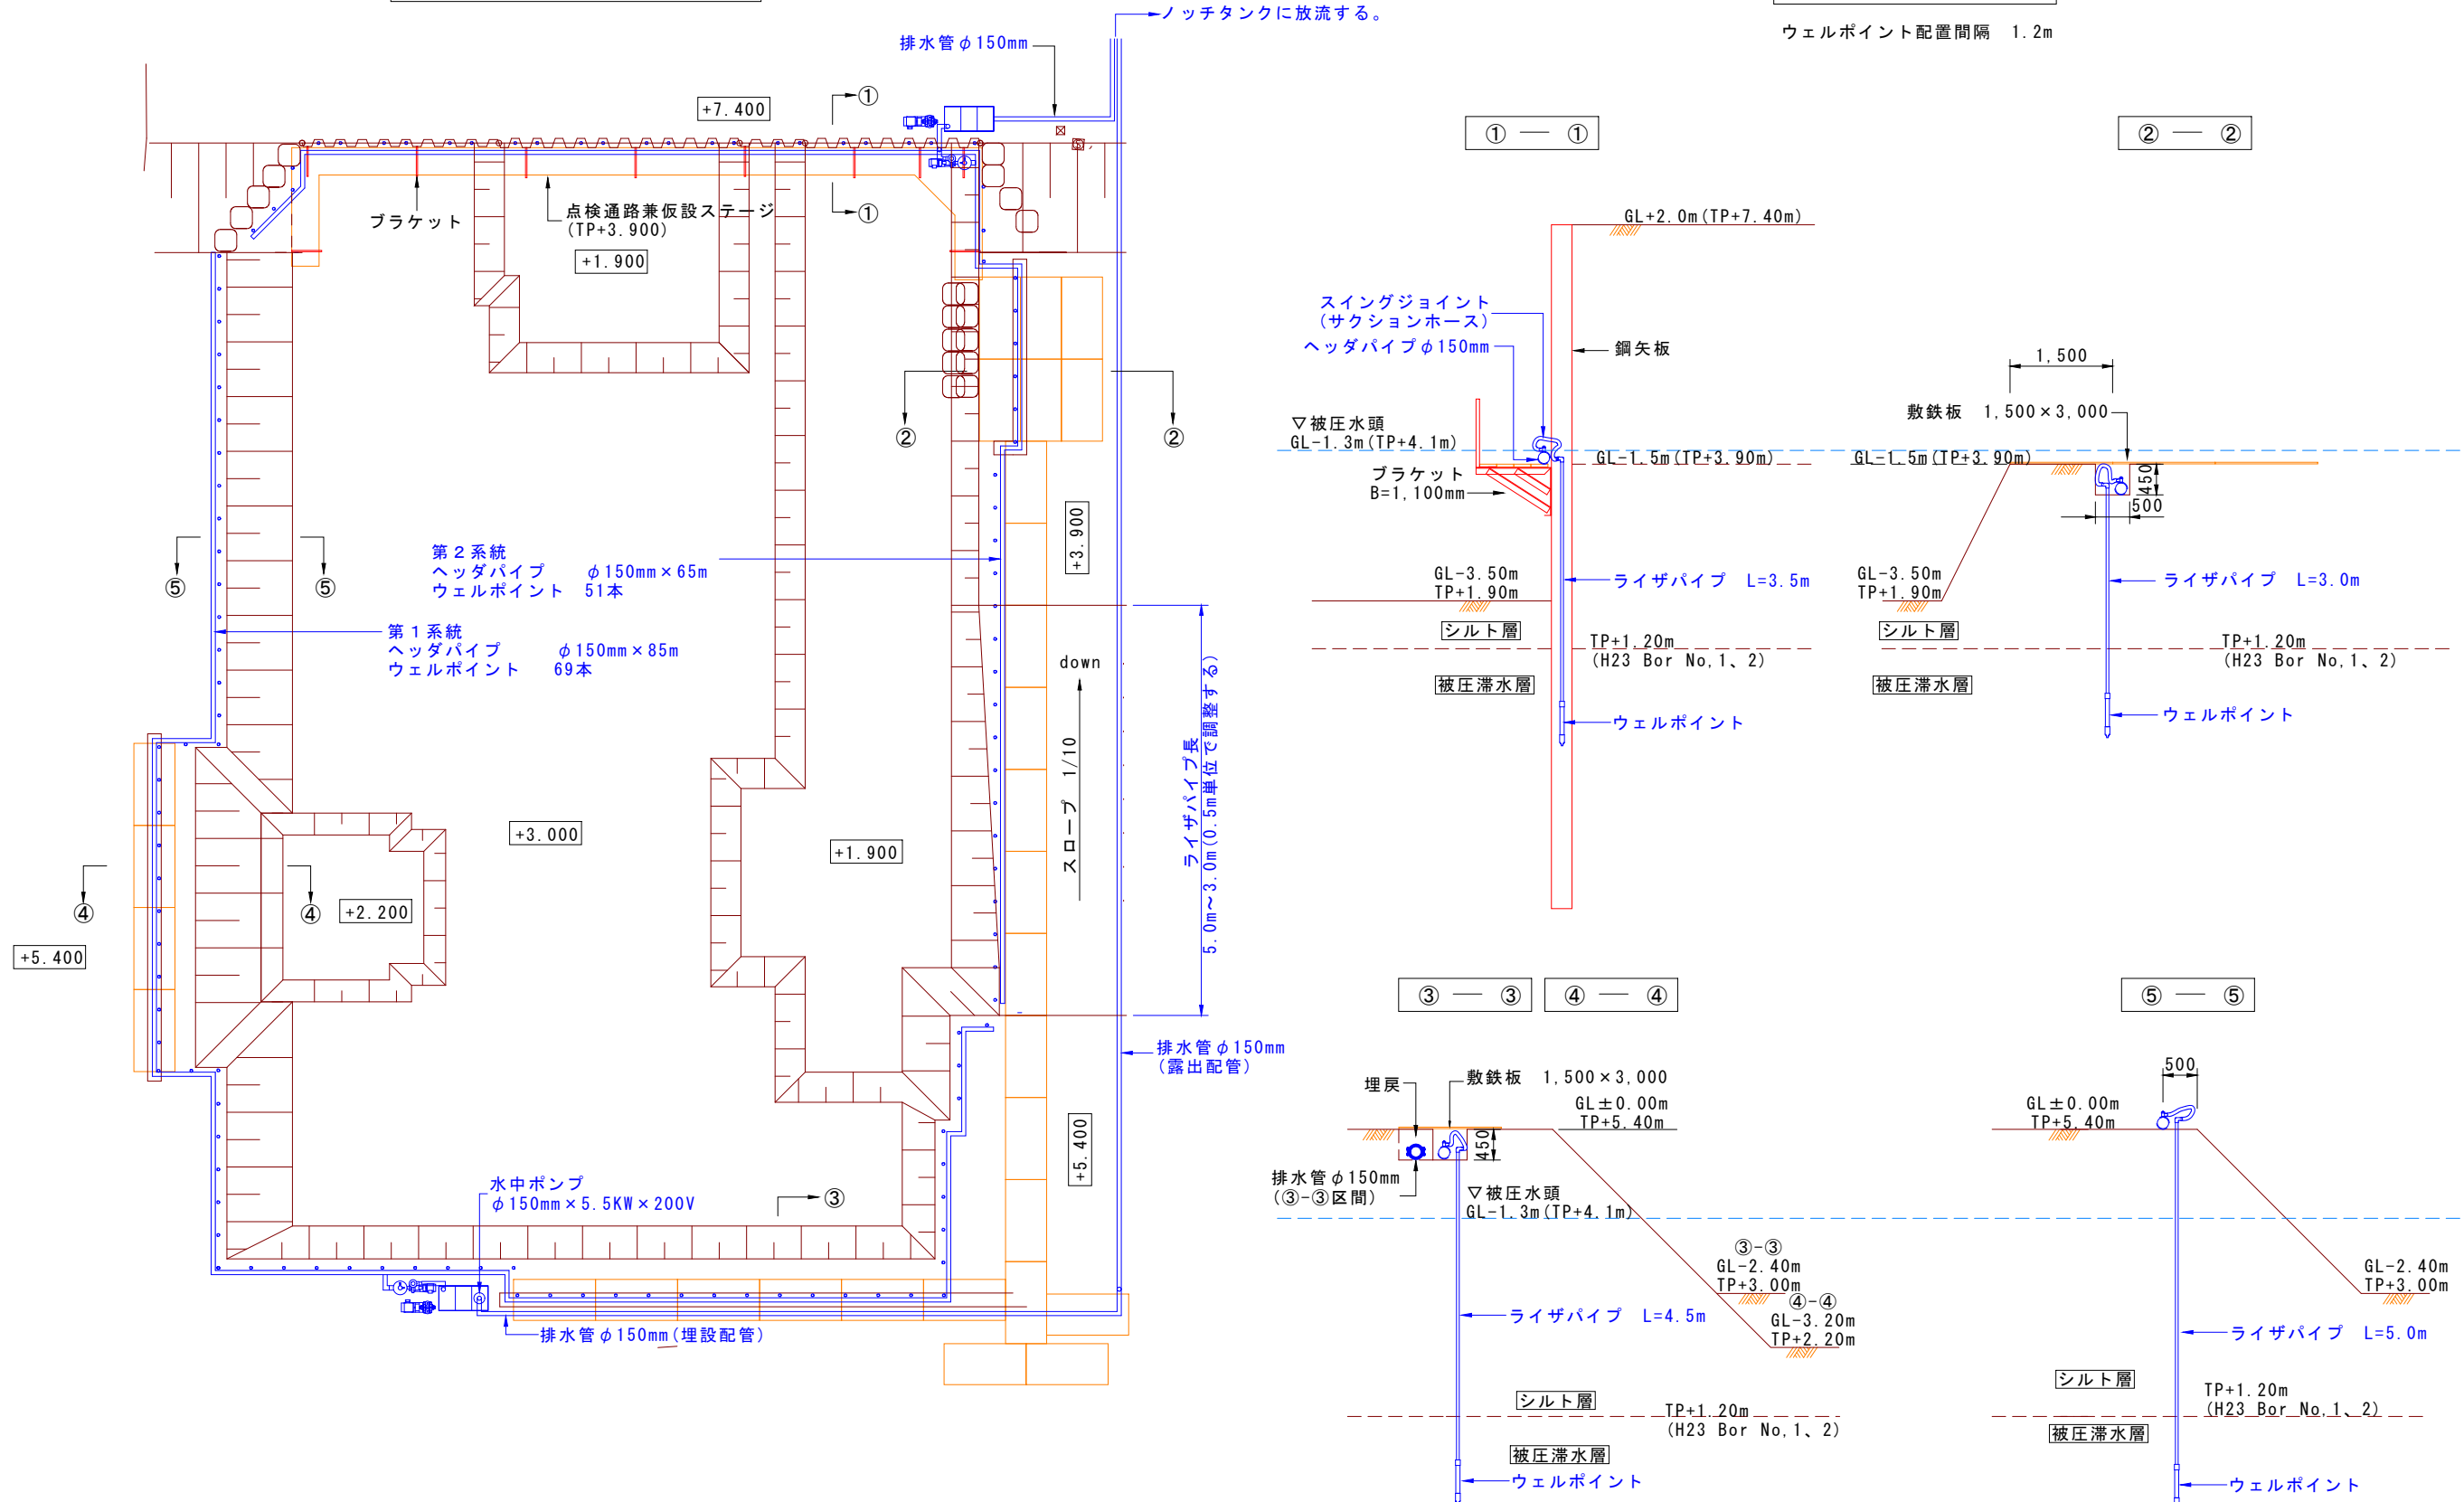 ノッチタンクに放流する。
排水管φ150mm
ウェルポイント配置間隔 1.2m
+7.400
①
①
ブラケット
点検通路兼仮設ステージ
(TP+3.900)
+1.900
②
②
⑤
⑤
第2系統
ヘッダパイプ φ150mm×65m
ウェルポイント 51本
第1系統
ヘッダパイプ φ150mm×85m
ウェルポイント 69本
+3.900
down
スロープ 1/10
ライザパイプ長
5.0m~3.0m(0.5m単位で調整する)
+3.000
+1.900
④
④
+2.200
+5.400
排水管φ150mm
(露出配管)
+5.400
水中ポンプ
φ150mm×5.5KW×200V
③
排水管φ150mm(埋設配管)
① ― ①
GL+2.0m(TP+7.40m)
スイングジョイント
(サクションホース)
ヘッダパイプφ150mm
鋼矢板
▽被圧水頭
GL-1.3m(TP+4.1m)
GL-1.5m(TP+3.90m)
ブラケット
B=1,100mm
GL-3.50m
TP+1.90m
ライザパイプ L=3.5m
シルト層
TP+1.20m
(H23 Bor No,1、2)
被圧滞水層
ウェルポイント
② ― ②
1,500
敷鉄板 1,500×3,000
GL-1.5m(TP+3.90m)
450
500
GL-3.50m
TP+1.90m
ライザパイプ L=3.0m
シルト層
TP+1.20m
(H23 Bor No,1、2)
被圧滞水層
ウェルポイント
③ ― ③
④ ― ④
埋戻
敷鉄板 1,500×3,000
GL±0.00m
TP+5.40m
450
排水管φ150mm
(③-③区間)
▽被圧水頭
GL-1.3m(TP+4.1m)
③-③
GL-2.40m
TP+3.00m
④-④
GL-3.20m
TP+2.20m
ライザパイプ L=4.5m
シルト層
TP+1.20m
(H23 Bor No,1、2)
被圧滞水層
ウェルポイント
⑤ ― ⑤
500
GL±0.00m
TP+5.40m
GL-2.40m
TP+3.00m
ライザパイプ L=5.0m
シルト層
TP+1.20m
(H23 Bor No,1、2)
被圧滞水層
ウェルポイント